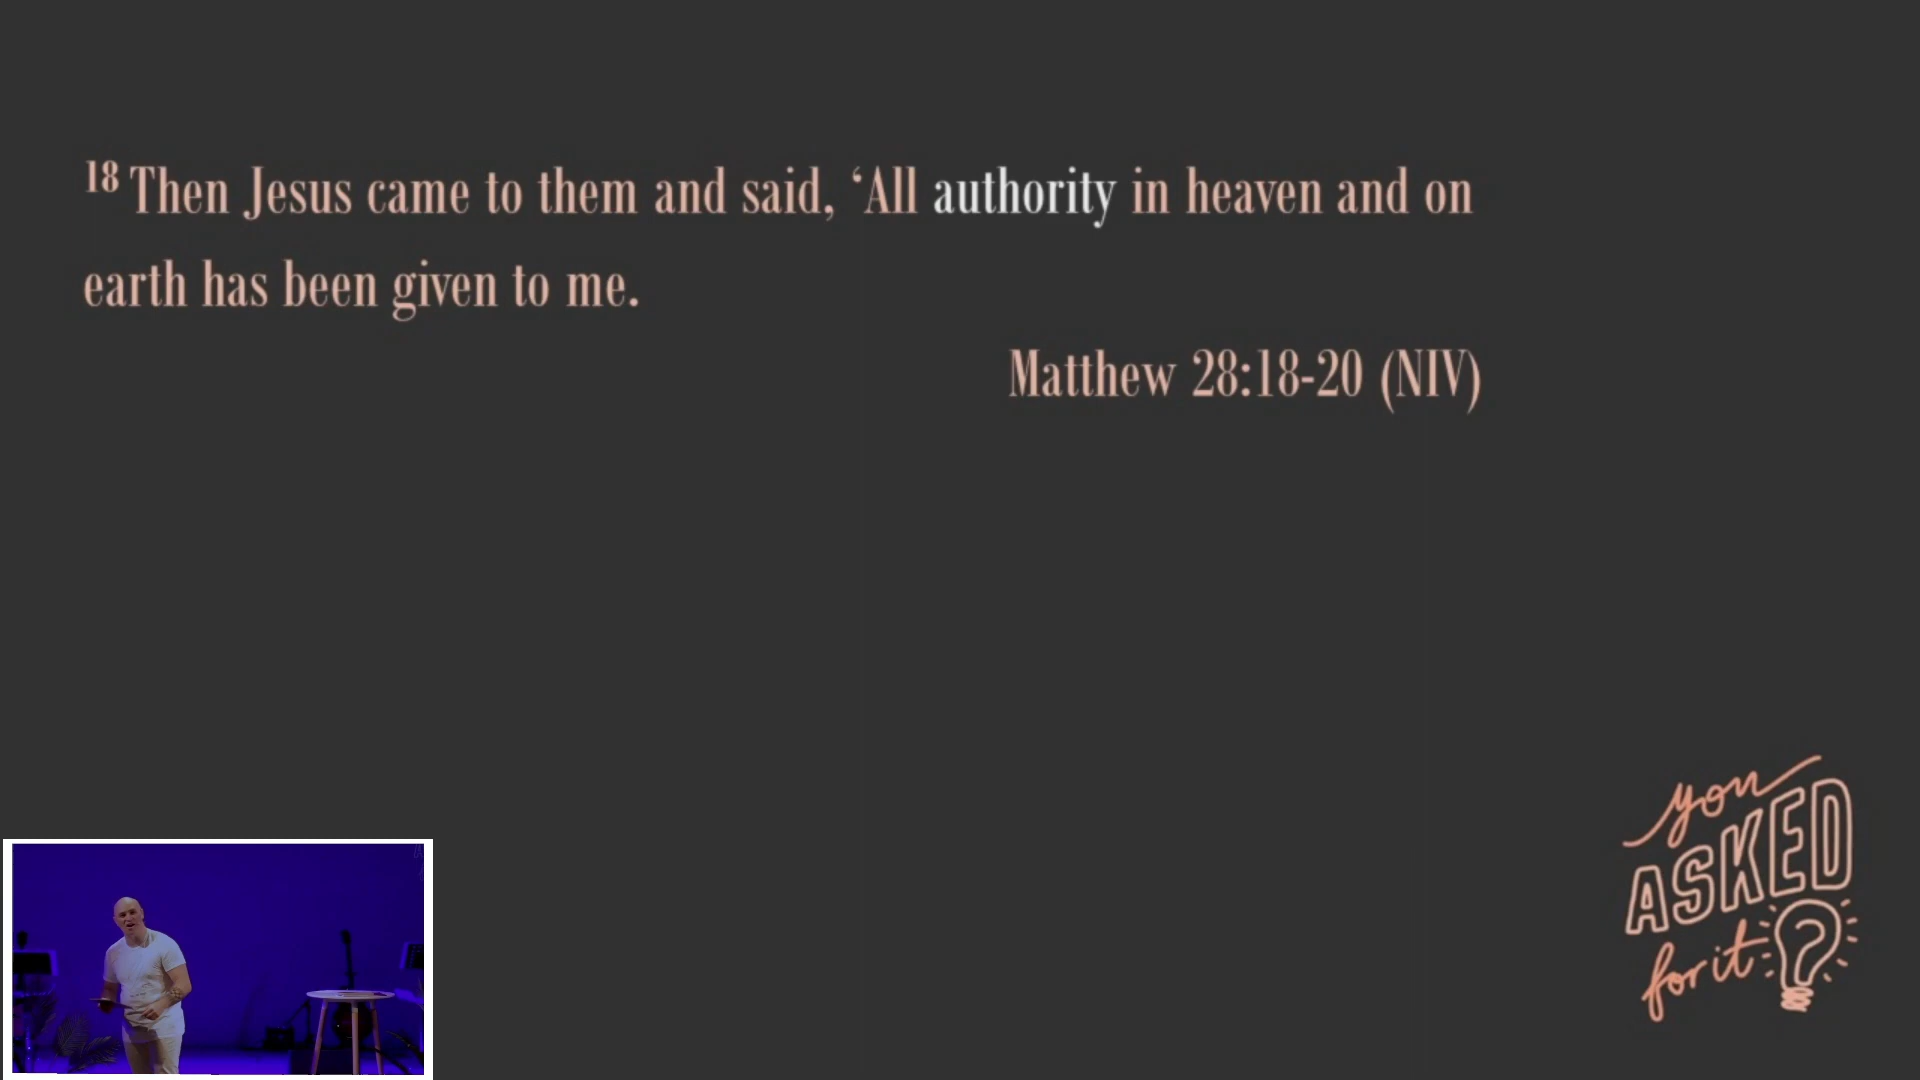 18 Then Jesus came to them and said, ‘All authority in heaven and on
earth has been given to me.
Matthew 28:18-20 (NIV)
you
ASKED
for it ?